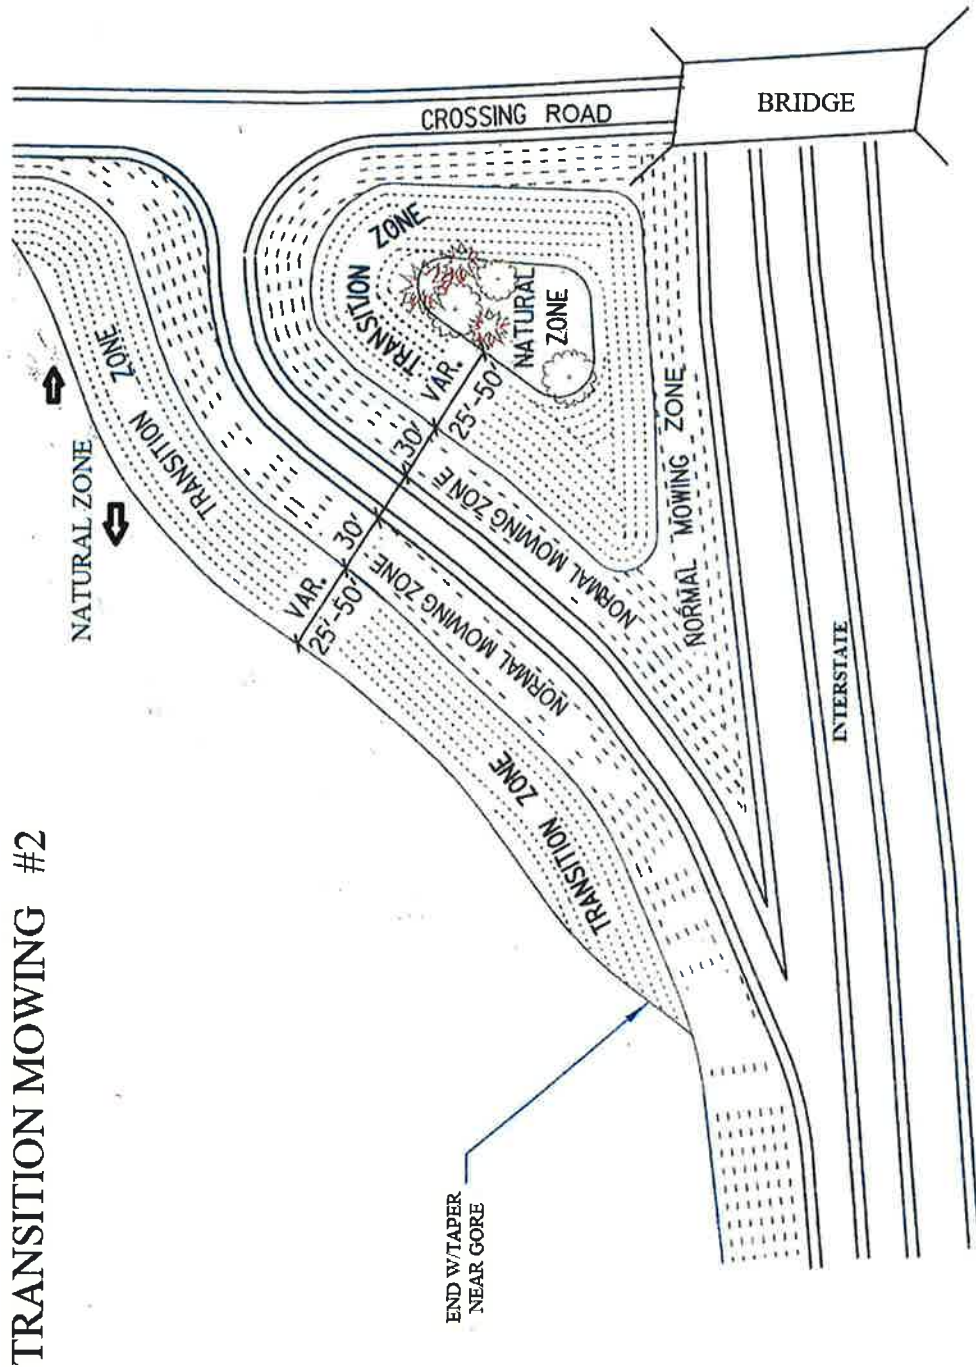 TRANSITION MOWING #2
NATURAL ZONE
TRANSITION ZONE
CROSSING ROAD
BRIDGE
TRANSITION ZONE
NATURAL
ZONE
VAR.
25'-50'
30'
30'
VAR.
25'-50'
NORMAL MOWING ZONE
NORMAL MOWING ZONE
NORMAL MOWING ZONE
TRANSITION ZONE
INTERSTATE
END W/TAPER
NEAR GORE